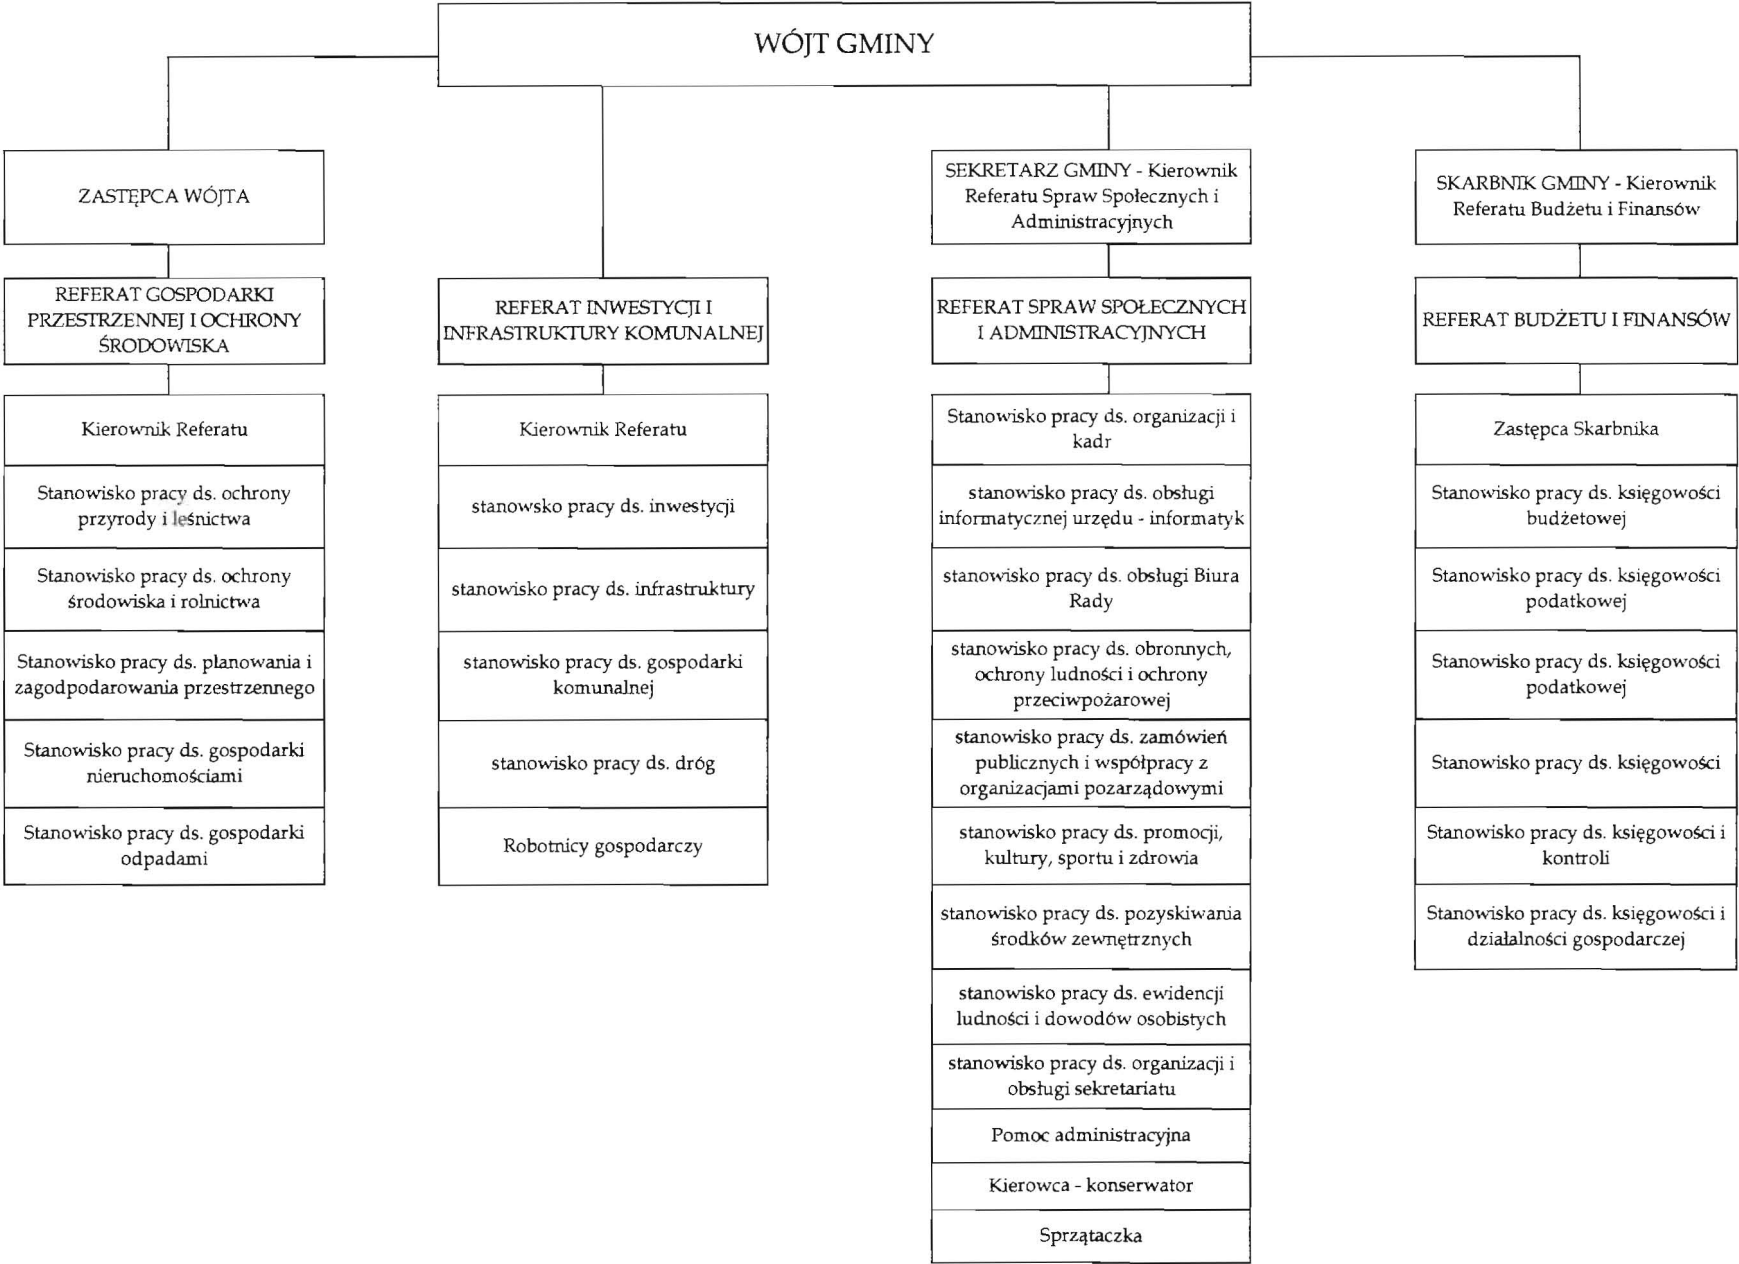 WÓJT GMINY
ZASTĘPCA WÓJTA
REFERAT GOSPODARKI
PRZESTRZENNEJ I OCHRONY
ŚRODOWISKA
Kierownik Referatu
Stanowisko pracy ds. ochrony
przyrody i leśnictwa
Stanowisko pracy ds. ochrony
środowiska i rolnictwa
Stanowisko pracy ds. planowania i
zagodpodarowania przestrzennego
Stanowisko pracy ds. gospodarki
nieruchomościami
Stanowisko pracy ds. gospodarki
odpadami
REFERAT INWESTYCJI I
INFRASTRUKTURY KOMUNALNEJ
Kierownik Referatu
stanowsko pracy ds. inwestycji
stanowisko pracy ds. infrastruktury
stanowisko pracy ds. gospodarki
komunalnej
stanowisko pracy ds. dróg
Robotnicy gospodarczy
SEKRETARZ GMINY - Kierownik
Referatu Spraw Społecznych i
Administracyjnych
REFERAT SPRAW SPOŁECZNYCH
I ADMINISTRACYJNYCH
Stanowisko pracy ds. organizacji i
kadr
stanowisko pracy ds. obsługi
informatycznej urzędu - informatyk
stanowisko pracy ds. obsługi Biura
Rady
stanowisko pracy ds. obronnych,
ochrony ludności i ochrony
przeciwpożarowej
stanowisko pracy ds. zamówień
publicznych i współpracy z
organizacjami pozarządowymi
stanowisko pracy ds. promocji,
kultury, sportu i zdrowia
stanowisko pracy ds. pozyskiwania
środków zewnętrznych
stanowisko pracy ds. ewidencji
ludności i dowodów osobistych
stanowisko pracy ds. organizacji i
obsługi sekretariatu
Pomoc administracyjna
Kierowca - konserwator
Sprzątaczka
SKARBNIK GMINY - Kierownik
Referatu Budżetu i Finansów
REFERAT BUDŻETU I FINANSÓW
Zastępca Skarbnika
Stanowisko pracy ds. księgowości
budżetowej
Stanowisko pracy ds. księgowości
podatkowej
Stanowisko pracy ds. księgowości
podatkowej
Stanowisko pracy ds. księgowości
Stanowisko pracy ds. księgowości i
kontroli
Stanowisko pracy ds. księgowości i
działalności gospodarczej